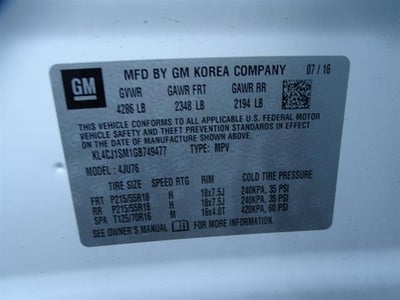 GM
MFD BY GM KOREA COMPANY 07/16
GVWR GAWR FRT GAWR RR
4286 LB 2348 LB 2194 LB
THIS VEHICLE CONFORMS TO ALL APPLICABLE
U.S. FEDERAL MOTOR VEHICLE SAFETY, BUMPER,
AND THEFT PREVENTION STANDARDS IN EFFECT ON THE
DATE OF MANUFACTURE SHOWN ABOVE.
KL4CJ1SM1GB749477 TYPE: MPV
MODEL: 4JU76
TIRE SIZE SPEED RTG RIM COLD TIRE PRESSURE
FRT P215/55R18 H 18x7.5J 240KPA, 35 PSI
RR P215/55R18 H 18x7.5J 240KPA, 35 PSI
SPA T125/70R16 M 16x4.0T 420KPA, 60 PSI
SEE OWNER'S MANUAL FOR ADDITIONAL INFORMATION.